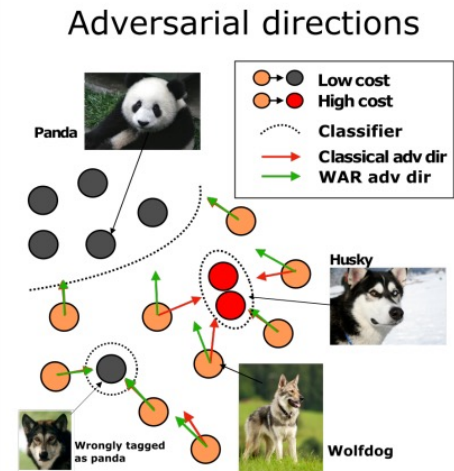 Adversarial directions
Low cost
High cost
Classifier
Classical adv dir
WAR adv dir
Panda
Husky
Wrongly tagged
as panda
Wolfdog